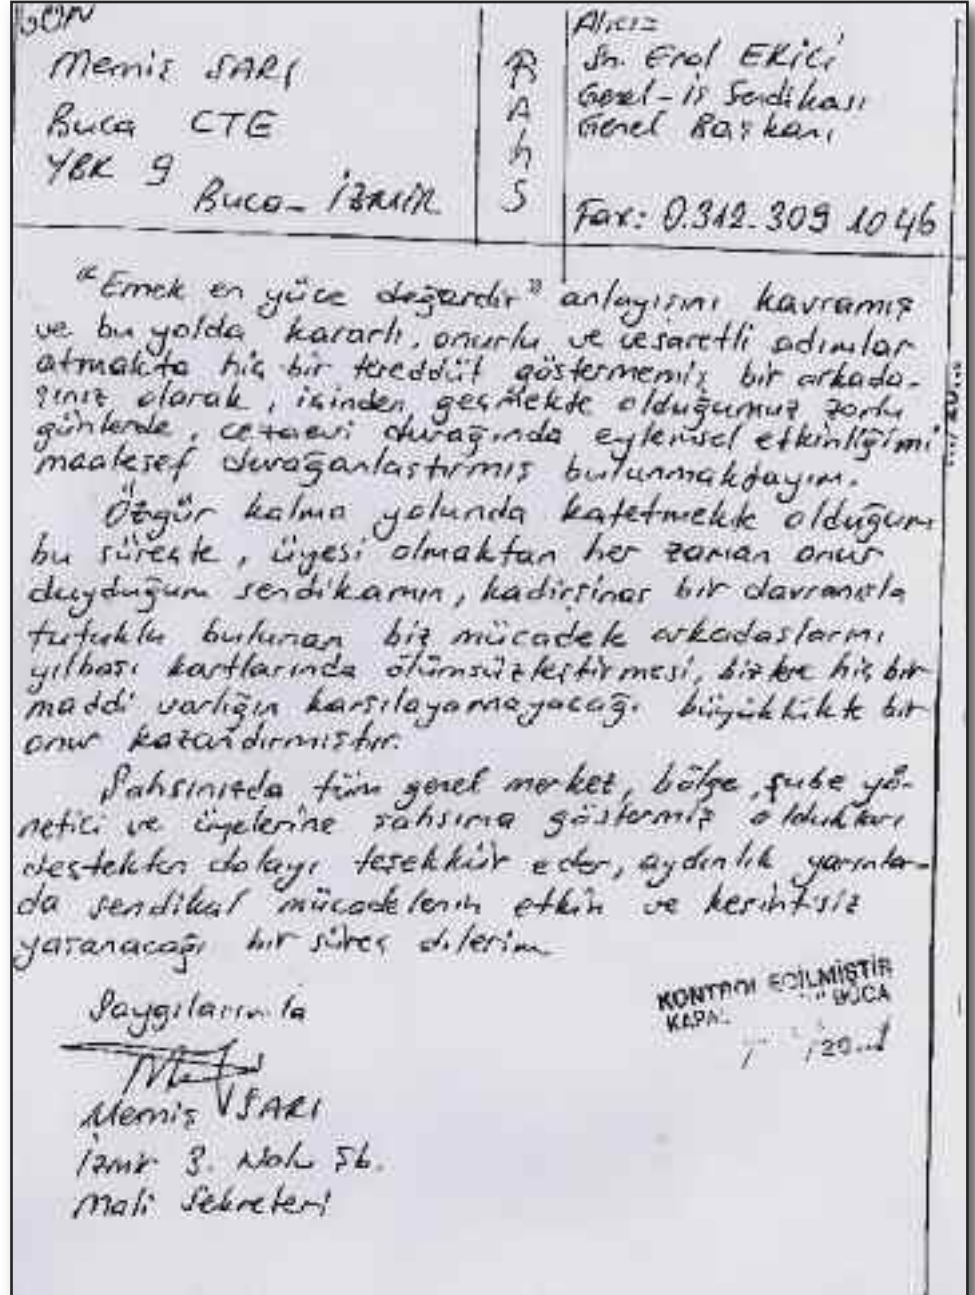 GÖN
Memiş SARI
Buca CTE
YBK 9
Buca - İZMİR
F
A
h
S
Alıcı:
Sn. Erol EKİCİ
Genel-iş Sendikası
Genel Başkanı
Fax: 0.312.309 10 46
"Emek en yüce değerdir" anlayışını kavramış
ve bu yolda kararlı, onurlu ve cesaretli adımlar
atmakta hiç bir tereddüt göstermemiş bir arkada-
şınız olarak, içinden geçmekte olduğumuz zorlu
günlerde, cezaevi durağında eylemsel etkinliğimi
maalesef durağanlaştırmış bulunmaktayım.
Özgür kalma yolunda katetmekte olduğum
bu süreçte, üyesi olmaktan her zaman onur
duyduğum sendikamın, kadirşinas bir davranışla
tutuklu bulunan biz mücadele arkadaşlarını
yılbaşı kartlarında ölümsüzleştirmesi, bizlere hiç bir
maddi varlığın karşılayamayacağı büyüklükte bir
onur kazandırmıştır.
Şahsınızda tüm genel merkez, bölge, şube yö-
netici ve üyelerine şahsıma göstermiş oldukları
destekten dolayı teşekkür eder, aydınlık yarınlar-
da sendikal mücadelenin etkin ve kesintisiz
yaşanacağı bir süreç dilerim.
Saygılarımla
Memiş SARI
İzmir 3. Nolu Şb.
Mali Sekreteri
KONTROL EDİLMİŞTİR
BUCA